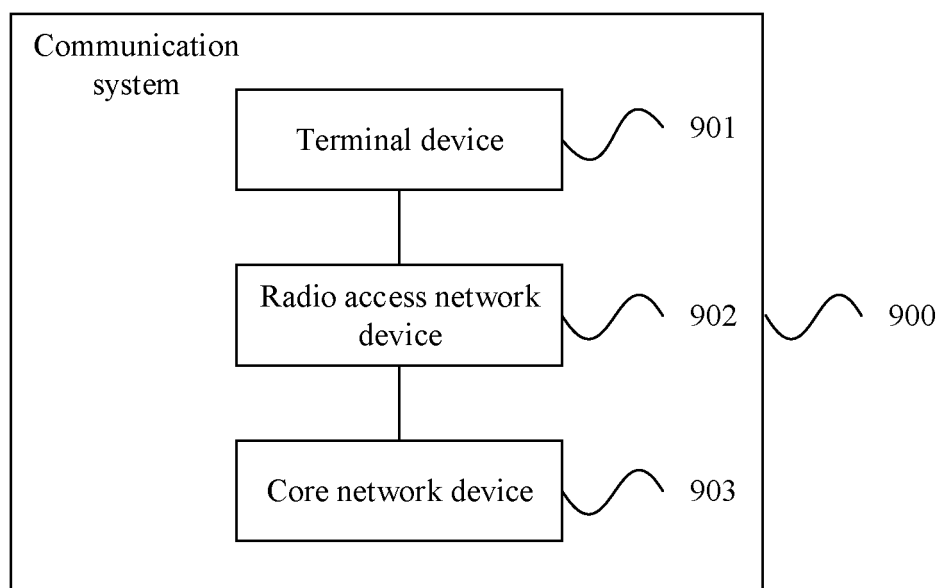 Communication
system
Terminal device
901
Radio access network
device
902
900
Core network device
903